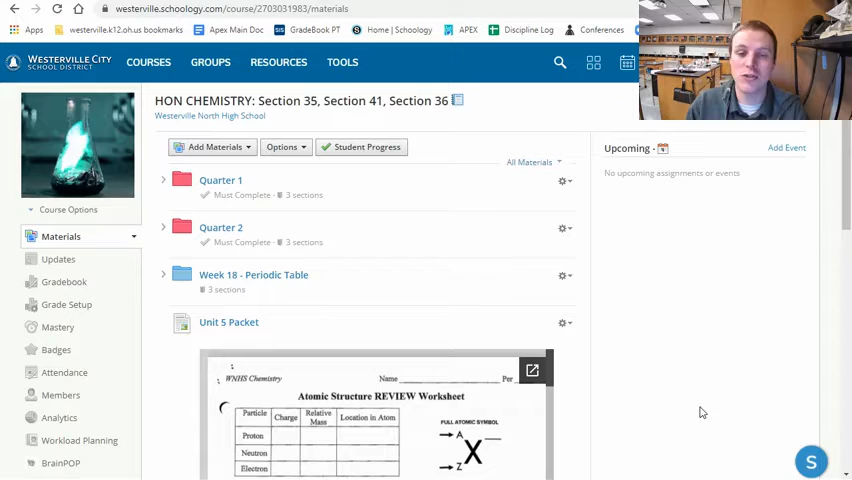 westerville.schoology.com/course/2703031983/materials
Apps
westerville.k12.oh.us bookmarks
Apex Main Doc
SIS
GradeBook PT
Home | Schoology
APEX
Discipline Log
Conferences
WESTERVILLE CITY
SCHOOL DISTRICT
COURSES
GROUPS
RESOURCES
TOOLS
HON CHEMISTRY: Section 35, Section 41, Section 36
Westerville North High School
Add Materials
Options
Student Progress
Upcoming
Add Event
All Materials
No upcoming assignments or events
Quarter 1
Must Complete · 3 sections
Course Options
Quarter 2
Must Complete · 3 sections
Materials
Updates
Week 18 - Periodic Table
3 sections
Gradebook
Grade Setup
Unit 5 Packet
Mastery
Badges
Attendance
Members
Analytics
Workload Planning
BrainPOP
WNHS Chemistry
Name
Per
Atomic Structure REVIEW Worksheet
Particle
Charge
Relative Mass
Location in Atom
Proton
Neutron
Electron
FULL ATOMIC SYMBOL
A
X
Z
S